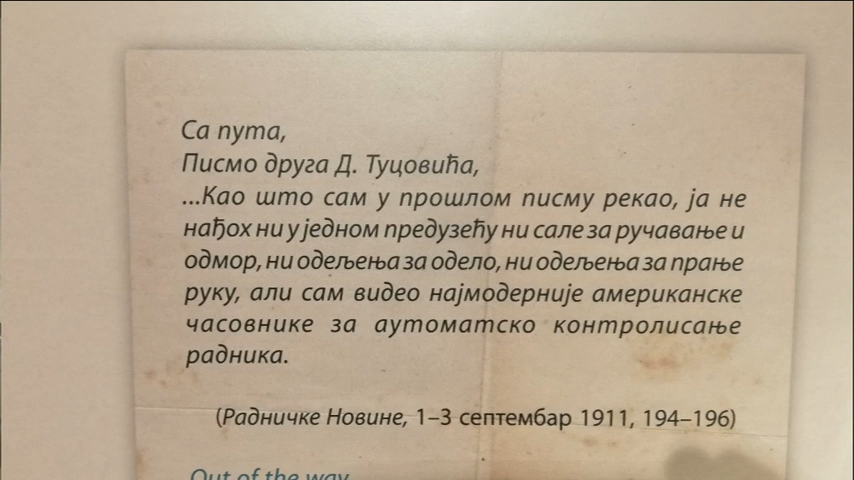 Са пута,
Писмо друга Д. Туцовића,
...Као што сам у прошлом писму рекао, ја не
нађох ни у једном предузећу ни сале за ручавање и
одмор, ни одељења за одело, ни одељења за прање
руку, али сам видео најмодерније американске
часовнике за аутоматско контролисање
радника.
(Радничке Новине, 1–3 септембар 1911, 194–196)
Out of the way